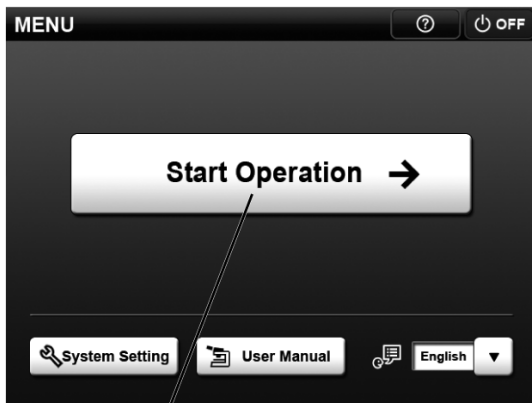 MENU
? OFF
Start Operation →
System Setting User Manual English ▼